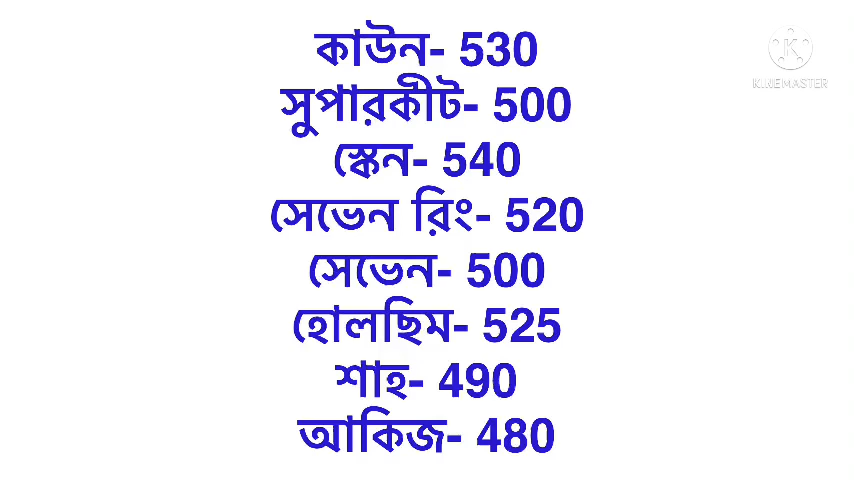 কাউন- 530
সুপারকীট- 500
স্কেন- 540
সেভেন রিং- 520
সেভেন- 500
হোলছিম- 525
শাহ- 490
আকিজ- 480
KINEMASTER